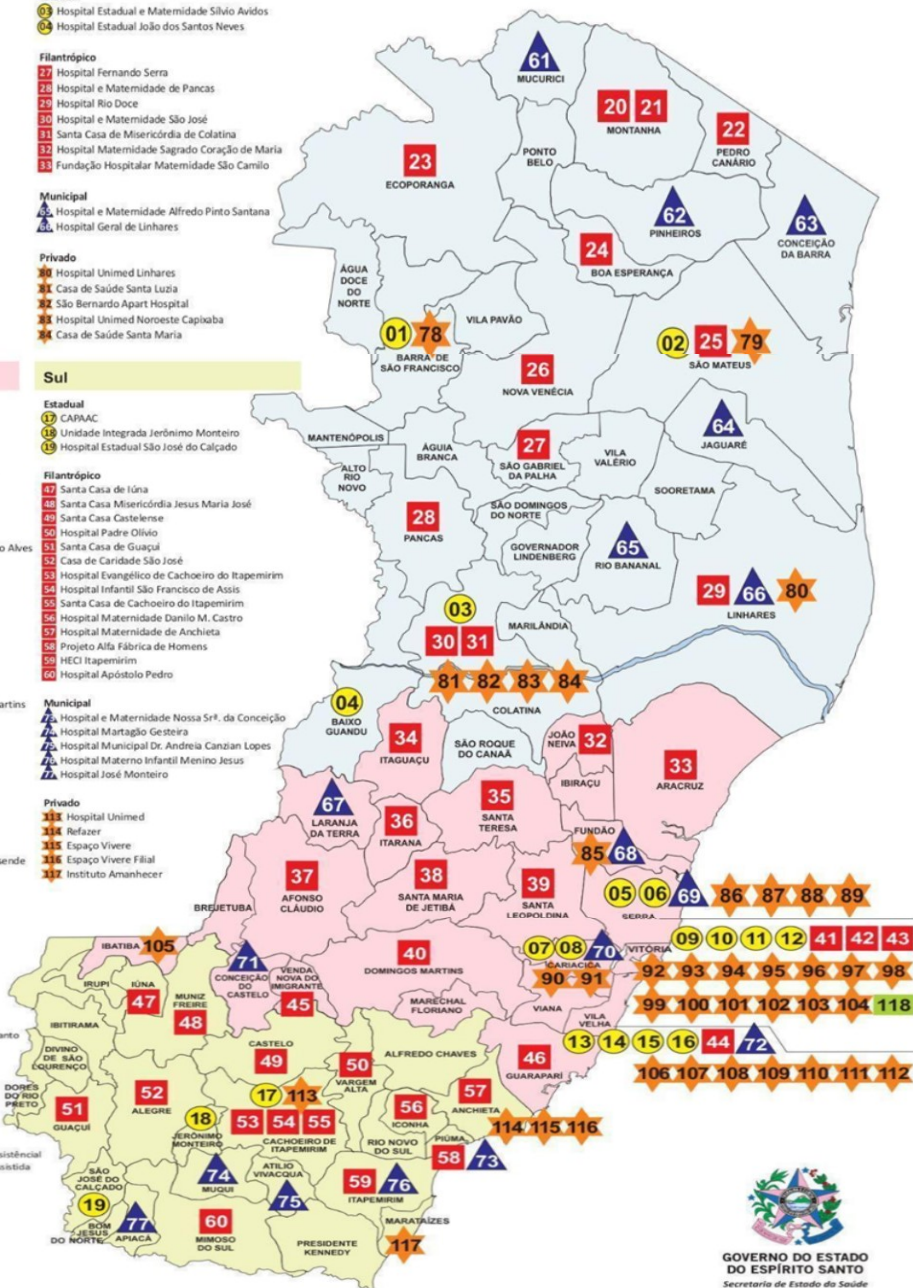 03 Hospital Estadual e Maternidade Sílvio Avidos
04 Hospital Estadual João dos Santos Neves
Filantrópico
27 Hospital Fernando Serra
28 Hospital e Maternidade de Pancas
29 Hospital Rio Doce
30 Hospital e Maternidade São José
31 Santa Casa de Misericórdia de Colatina
32 Hospital Maternidade Sagrado Coração de Maria
33 Fundação Hospitalar Maternidade São Camilo
Municipal
65 Hospital e Maternidade Alfredo Pinto Santana
66 Hospital Geral de Linhares
Privado
80 Hospital Unimed Linhares
81 Casa de Saúde Santa Luzia
82 São Bernardo Apart Hospital
83 Hospital Unimed Noroeste Capixaba
84 Casa de Saúde Santa Maria
Sul
Estadual
17 CAPAAC
18 Unidade Integrada Jerônimo Monteiro
19 Hospital Estadual São José do Calçado
Filantrópico
47 Santa Casa de Iúna
48 Santa Casa Misericórdia Jesus Maria José
49 Santa Casa Castelense
50 Hospital Padre Olívio
51 Santa Casa de Guaçui
52 Casa de Caridade São José
53 Hospital Evangélico de Cachoeiro do Itapemirim
54 Hospital Infantil São Francisco de Assis
55 Santa Casa de Cachoeiro do Itapemirim
56 Hospital Maternidade Danilo M. Castro
57 Hospital Maternidade de Anchieta
58 Projeto Alfa Fábrica de Homens
59 HECI Itapemirim
60 Hospital Apóstolo Pedro
Municipal
73 Hospital e Maternidade Nossa Srª. da Conceição
74 Hospital Martagão Gesteira
75 Hospital Municipal Dr. Andreia Canzian Lopes
76 Hospital Materno Infantil Menino Jesus
77 Hospital José Monteiro
Privado
113 Hospital Unimed
114 Refazer
115 Espaço Vivere
116 Espaço Vivere Filial
117 Instituto Amanhecer
o Alves
artins
sende
anto
sistêncial
ssistida
61
MUCURICI
20 21
MONTANHA
22
PEDRO
CANÁRIO
PONTO
BELO
23
ECOPORANGA
62
PINHEIROS
63
CONCEIÇÃO
DA BARRA
24
BOA ESPERANÇA
ÁGUA
DOCE
DO
NORTE
VILA PAVÃO
01 78
BARRA DE
SÃO FRANCISCO
02 25 79
SÃO MATEUS
26
NOVA VENÉCIA
64
JAGUARÉ
MANTENÓPOLIS
ÁGUIA
BRANCA
27
SÃO GABRIEL
DA PALHA
VILA
VALÉRIO
ALTO
RIO
NOVO
SOORETAMA
28
PANCAS
SÃO DOMINGOS
DO NORTE
GOVERNADOR
LINDENBERG
65
RIO BANANAL
29 66 80
LINHARES
03
30 31
MARILÂNDIA
81 82 83 84
COLATINA
04
BAIXO
GUANDU
34
ITAGUAÇU
SÃO ROQUE
DO CANAÃ
JOÃO
NEIVA
32
33
ARACRUZ
IBIRAÇU
67
LARANJA
DA TERRA
36
ITARANA
35
SANTA
TERESA
FUNDÃO
85 68
37
AFONSO
CLÁUDIO
38
SANTA MARIA
DE JETIBÁ
39
SANTA
LEOPOLDINA
05 06 69 86 87 88 89
SERRA
BREJETUBA
IBATIBA 105
71
CONCEIÇÃO
DO
CASTELO
VENDA
NOVA DO
IMIGRANTE
45
40
DOMINGOS MARTINS
07 08 70
CARIACICA
90 91
VITÓRIA
09 10 11 12 41 42 43
92 93 94 95 96 97 98
99 100 101 102 103 104 118
MARECHAL
FLORIANO
VIANA
VILA
VELHA
13 14 15 16 44 72
106 107 108 109 110 111 112
46
GUARAPARÍ
IRUPI
IÚNA
47
MUNIZ
FREIRE
48
IBITIRAMA
DIVINO
DE SÃO
LOURENÇO
DORES
DO RIO
PRETO
51
GUAÇUÍ
52
ALEGRE
CASTELO
49
50
VARGEM
ALTA
ALFREDO CHAVES
57
ANCHIETA
17 113
53 54 55
CACHOEIRO DE
ITAPEMIRIM
18
JERÔNIMO
MONTEIRO
56
ICONHA
RIO NOVO
DO SUL
PIÚMA
58 73
114 115 116
SÃO
JOSÉ DO
CALÇADO
19
BOM
JESUS
DO NORTE
77
APIACÁ
74
MUQUI
ATILIO
VIVACQUA
75
59 76
ITAPEMIRIM
60
MIMOSO
DO SUL
PRESIDENTE
KENNEDY
MARATAÍZES
117
GOVERNO DO ESTADO
DO ESPÍRITO SANTO
Secretaria de Estado da Saúde